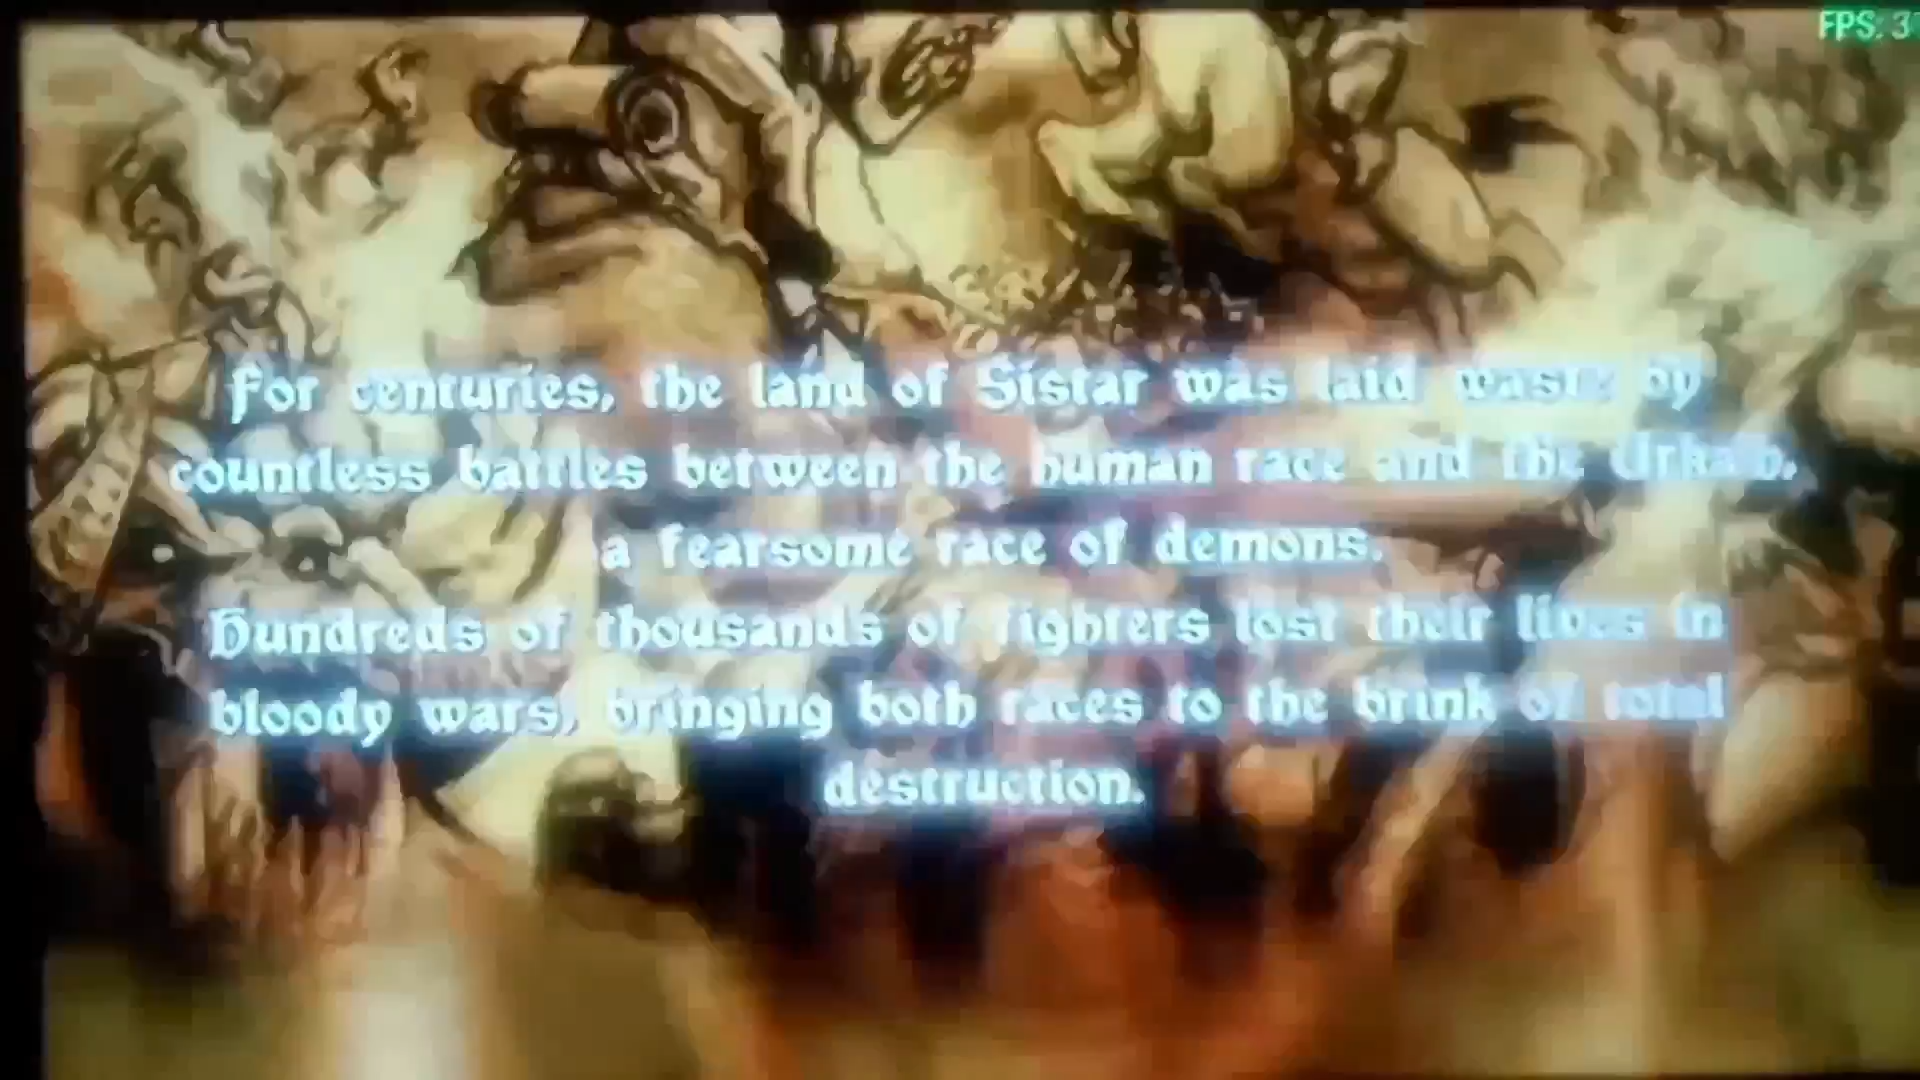 FPS: 3
For centuries, the land of Sistar was laid waste by
countless battles between the human race and the
a fearsome race of demons.
Hundreds of thousands of fighters lost their lives in
bloody wars, bringing both races to the brink of total
destruction.